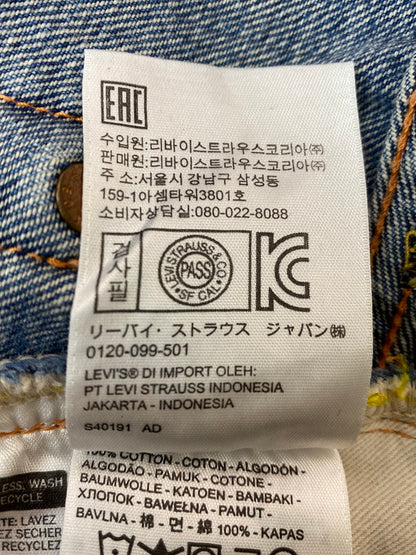 EAC
수입원:리바이스트라우스코리아㈜
판매원:리바이스트라우스코리아㈜
주 소:서울시 강남구 삼성동
159-1아셈타워3801호
소비자상담실:080-022-8088
검사필
LEVI STRAUSS & CO
PASS
SF CAL
リーバイ・ストラウス ジャパン㈱
0120-099-501
LEVI'S® DI IMPORT OLEH:
PT LEVI STRAUSS INDONESIA
JAKARTA - INDONESIA
S40191 AD
100% COTTON - COTON - ALGODÓN -
ALGODÃO - PAMUK - COTONE -
BAUMWOLLE - KATOEN - BAMBAKI -
ХЛОПОК - BAWEŁNA - PAMUT -
BAVLNA - 棉 - 면 - 綿 100% - KAPAS
LESS, WASH
RECYCLE
LAVEZ
SECHER